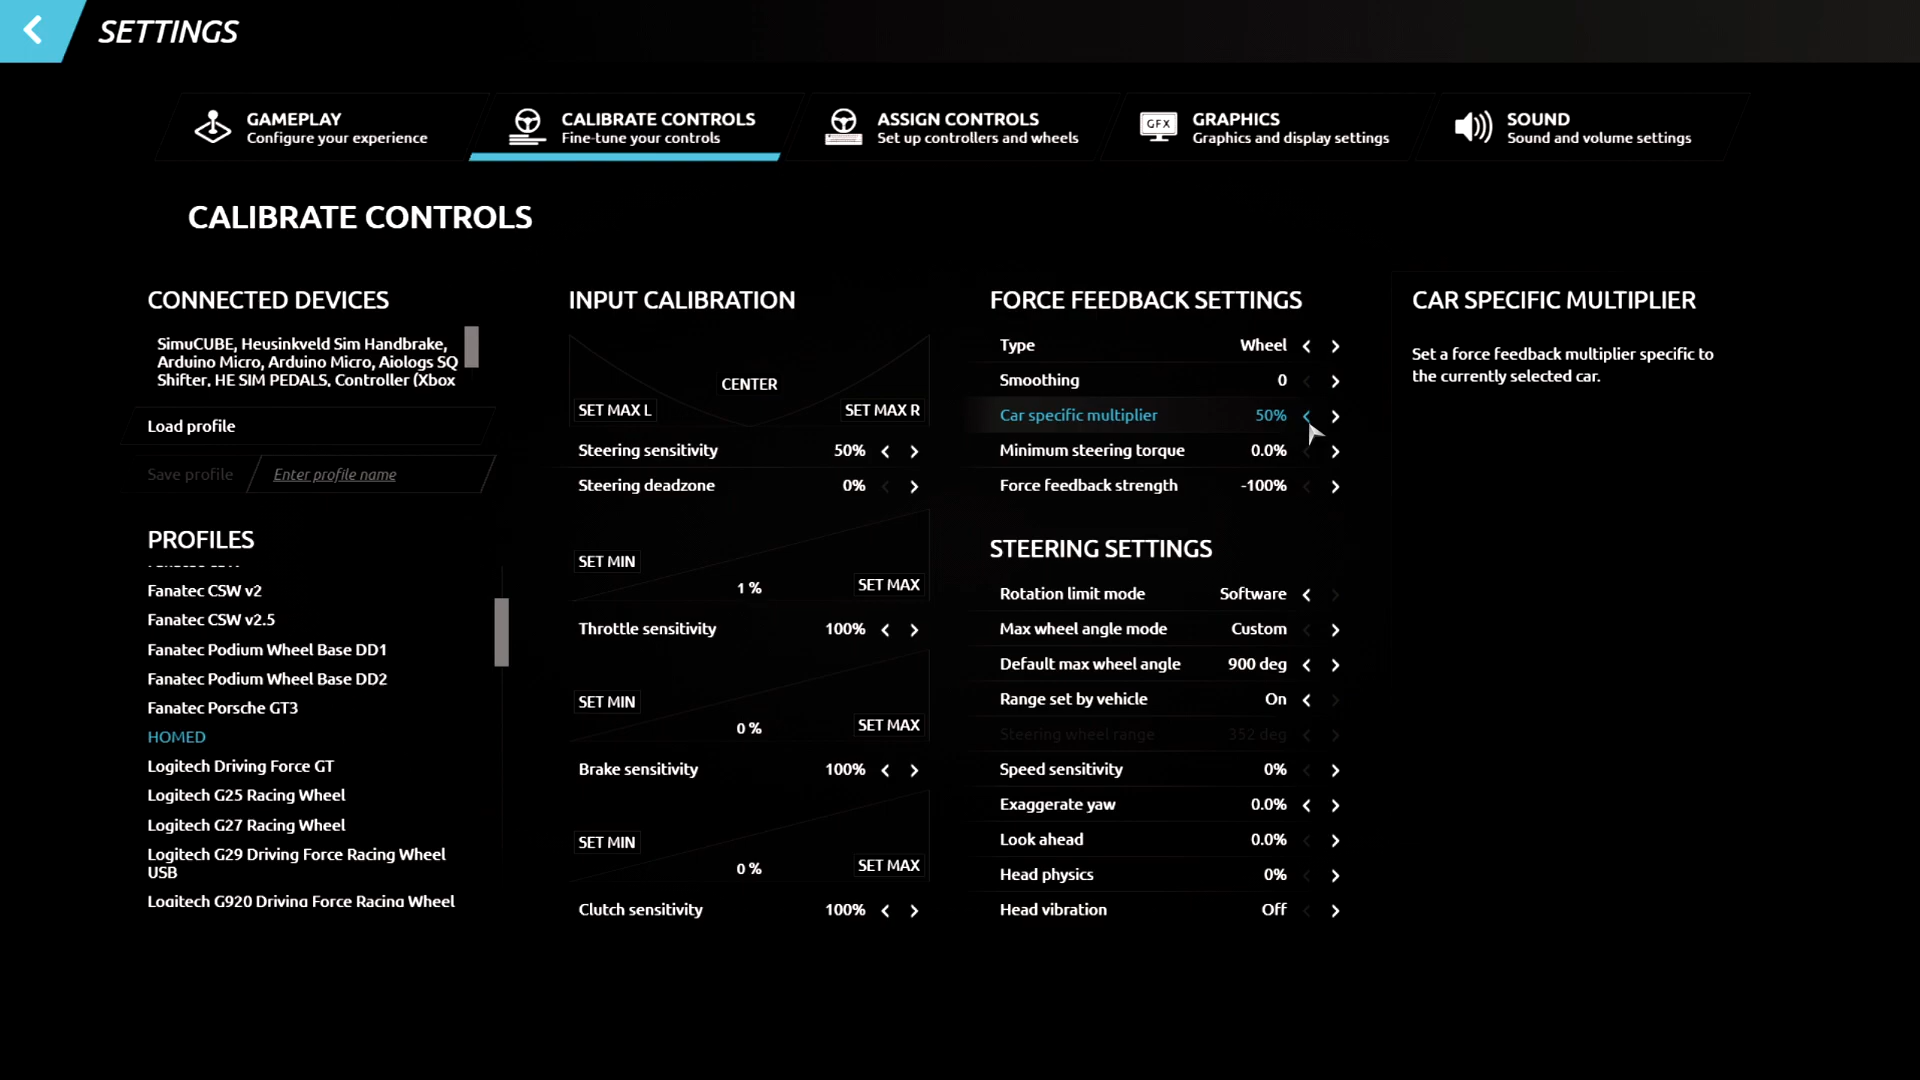 SETTINGS
GAMEPLAY
Configure your experience
CALIBRATE CONTROLS
Fine-tune your controls
ASSIGN CONTROLS
Set up controllers and wheels
GFX
GRAPHICS
Graphics and display settings
SOUND
Sound and volume settings
CALIBRATE CONTROLS
CONNECTED DEVICES
SimuCUBE, Heusinkveld Sim Handbrake,
Arduino Micro, Arduino Micro, Aiologs SQ
Shifter, HE SIM PEDALS, Controller (Xbox
Load profile
Save profile
Enter profile name
PROFILES
Fanatec CSW v2
Fanatec CSW v2.5
Fanatec Podium Wheel Base DD1
Fanatec Podium Wheel Base DD2
Fanatec Porsche GT3
HOMED
Logitech Driving Force GT
Logitech G25 Racing Wheel
Logitech G27 Racing Wheel
Logitech G29 Driving Force Racing Wheel
USB
Logitech G920 Driving Force Racing Wheel
INPUT CALIBRATION
CENTER
SET MAX L
SET MAX R
Steering sensitivity 50%
Steering deadzone 0%
SET MIN
SET MAX
1 %
Throttle sensitivity 100%
SET MIN
SET MAX
0 %
Brake sensitivity 100%
SET MIN
SET MAX
0 %
Clutch sensitivity 100%
FORCE FEEDBACK SETTINGS
Type Wheel
Smoothing 0
Car specific multiplier 50%
Minimum steering torque 0.0%
Force feedback strength -100%
STEERING SETTINGS
Rotation limit mode Software
Max wheel angle mode Custom
Default max wheel angle 900 deg
Range set by vehicle On
Steering wheel range 352 deg
Speed sensitivity 0%
Exaggerate yaw 0.0%
Look ahead 0.0%
Head physics 0%
Head vibration Off
CAR SPECIFIC MULTIPLIER
Set a force feedback multiplier specific to
the currently selected car.